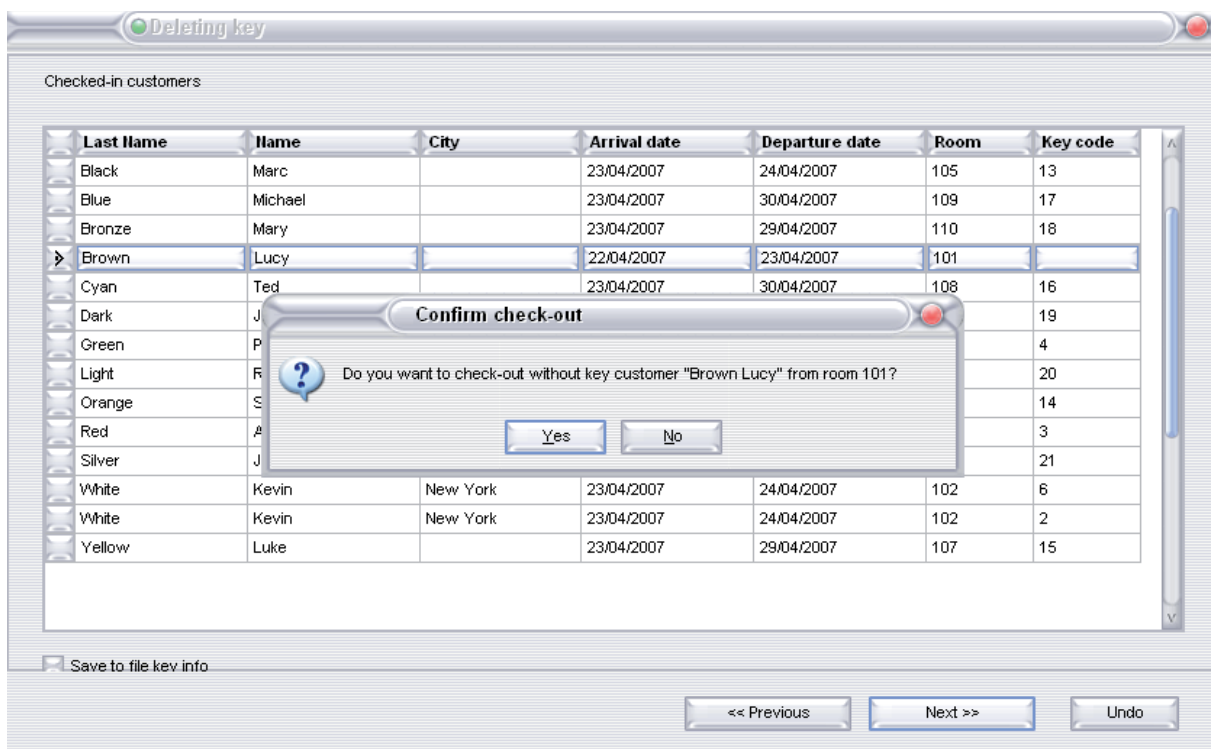 Deleting key
Checked-in customers
Last Name Name City Arrival date Departure date Room Key code
Black Marc 23/04/2007 24/04/2007 105 13
Blue Michael 23/04/2007 30/04/2007 109 17
Bronze Mary 23/04/2007 29/04/2007 110 18
Brown Lucy 22/04/2007 23/04/2007 101
Cyan Ted 23/04/2007 30/04/2007 108 16
Confirm check-out
Dark J 19
Green P 4
Do you want to check-out without key customer "Brown Lucy" from room 101?
Light R 20
Orange S 14
Yes No
Red A 3
Silver J 21
White Kevin New York 23/04/2007 24/04/2007 102 6
White Kevin New York 23/04/2007 24/04/2007 102 2
Yellow Luke 23/04/2007 29/04/2007 107 15
Save to file key info
<< Previous Next >> Undo